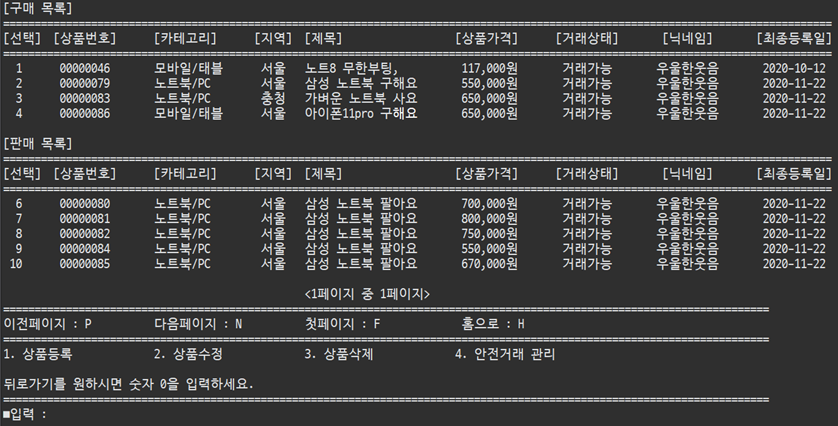 [구매 목록]
[선택] [상품번호] [카테고리] [지역] [제목] [상품가격] [거래상태] [닉네임] [최종등록일]
1 00000046 모바일/태블 서울 노트8 무한부팅, 117,000원 거래가능 우울한웃음 2020-10-12
2 00000079 노트북/PC 서울 삼성 노트북 구해요 550,000원 거래가능 우울한웃음 2020-11-22
3 00000083 노트북/PC 충청 가벼운 노트북 사요 650,000원 거래가능 우울한웃음 2020-11-22
4 00000086 모바일/태블 서울 아이폰11pro 구해요 650,000원 거래가능 우울한웃음 2020-11-22
[판매 목록]
[선택] [상품번호] [카테고리] [지역] [제목] [상품가격] [거래상태] [닉네임] [최종등록일]
6 00000080 노트북/PC 서울 삼성 노트북 팔아요 700,000원 거래가능 우울한웃음 2020-11-22
7 00000081 노트북/PC 서울 삼성 노트북 팔아요 800,000원 거래가능 우울한웃음 2020-11-22
8 00000082 노트북/PC 서울 삼성 노트북 팔아요 750,000원 거래가능 우울한웃음 2020-11-22
9 00000084 노트북/PC 서울 삼성 노트북 팔아요 550,000원 거래가능 우울한웃음 2020-11-22
10 00000085 노트북/PC 서울 삼성 노트북 팔아요 670,000원 거래가능 우울한웃음 2020-11-22
<1페이지 중 1페이지>
이전페이지 : P 다음페이지 : N 첫페이지 : F 홈으로 : H
1. 상품등록 2. 상품수정 3. 상품삭제 4. 안전거래 관리
뒤로가기를 원하시면 숫자 0을 입력하세요.
■입력 :